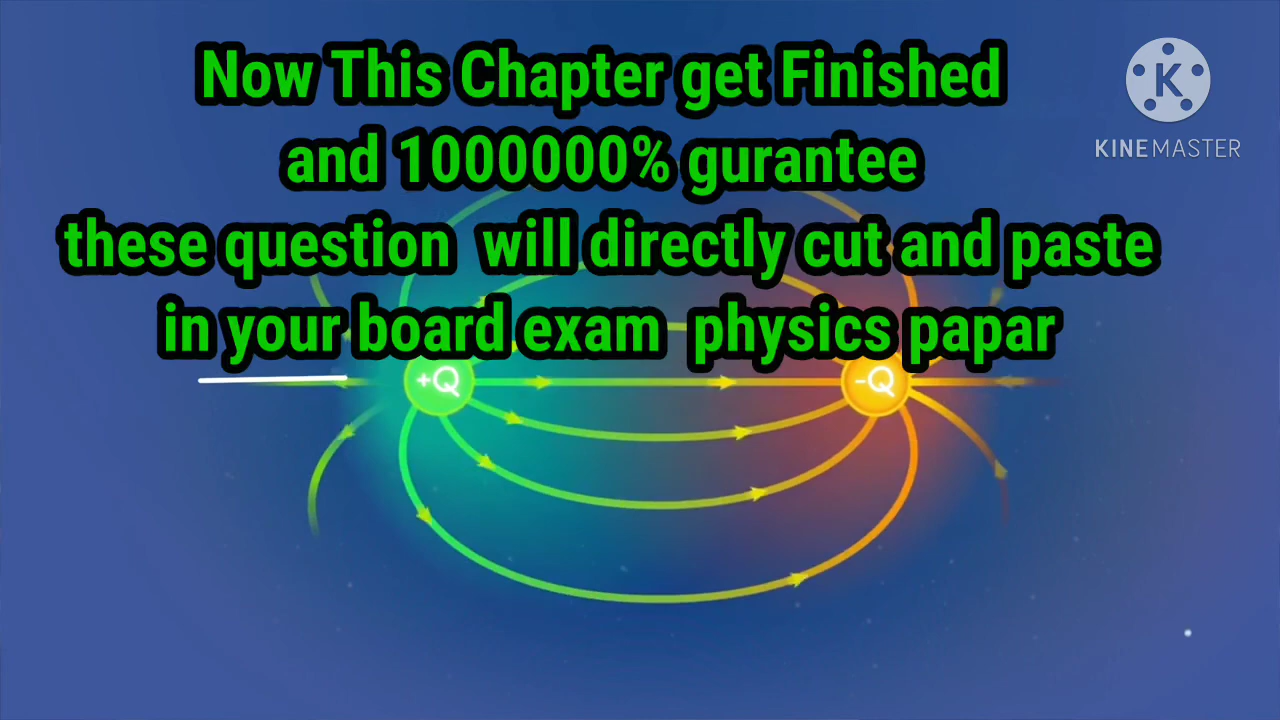 Now This Chapter get Finished
and 1000000% gurantee
these question will directly cut and paste
in your board exam physics papar
K
KINEMASTER
+Q
-Q